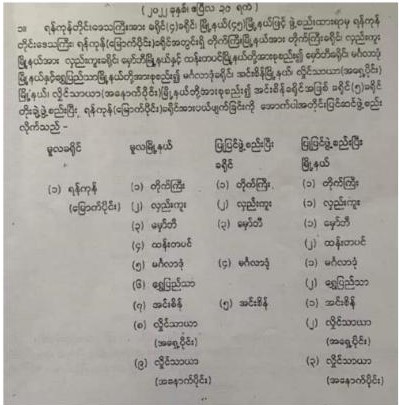 ( ၂၀၂၂ ခုနှစ်၊ ဧပြီလ ၃၀ ရက် )
၁။ ရန်ကုန်တိုင်းဒေသကြီးအား ခရိုင်(၄)ခရိုင်၊ မြို့နယ်(၄၅)မြို့နယ်ဖြင့် ဖွဲ့စည်းထားရာမှ ရန်ကုန်
တိုင်းဒေသကြီး၊ ရန်ကုန်(မြောက်ပိုင်း)ခရိုင်အတွင်းရှိ တိုက်ကြီးမြို့နယ်အား တိုက်ကြီးခရိုင်၊ လှည်းကူး
မြို့နယ်အား လှည်းကူးခရိုင်၊ မှော်ဘီမြို့နယ်နှင့် ထန်းတပင်မြို့နယ်တို့အားစုစည်း၍ မှော်ဘီခရိုင်၊ မင်္ဂလာဒုံ
မြို့နယ်နှင့်ရွှေပြည်သာမြို့နယ်တို့အားစုစည်း၍ မင်္ဂလာဒုံခရိုင်၊ အင်းစိန်မြို့နယ်၊ လှိုင်သာယာ(အရှေ့ပိုင်း)
မြို့နယ်၊ လှိုင်သာယာ(အနောက်ပိုင်း)မြို့နယ်တို့အားစုစည်း၍ အင်းစိန်ခရိုင်အဖြစ် ခရိုင်(၅)ခရိုင်
တိုးချဲ့ဖွဲ့စည်းပြီး၊ ရန်ကုန်(မြောက်ပိုင်း)ခရိုင်အားပယ်ဖျက်ခြင်းကို အောက်ပါအတိုင်းပြင်ဆင်ဖွဲ့စည်း
လိုက်သည် -
မူလခရိုင် မူလမြို့နယ် ပြုပြင်ဖွဲ့စည်းပြီး ပြုပြင်ဖွဲ့စည်းပြီး
ခရိုင် မြို့နယ်
(၁) ရန်ကုန် (၁) တိုက်ကြီး (၁) တိုက်ကြီး (၁) တိုက်ကြီး
(မြောက်ပိုင်း) (၂) လှည်းကူး (၂) လှည်းကူး (၁) လှည်းကူး
(၃) မှော်ဘီ (၃) မှော်ဘီ (၁) မှော်ဘီ
(၄) ထန်းတပင် (၂) ထန်းတပင်
(၅) မင်္ဂလာဒုံ (၄) မင်္ဂလာဒုံ (၁) မင်္ဂလာဒုံ
(၆) ရွှေပြည်သာ (၂) ရွှေပြည်သာ
(၇) အင်းစိန် (၅) အင်းစိန် (၁) အင်းစိန်
(၈) လှိုင်သာယာ (၂) လှိုင်သာယာ
(အရှေ့ပိုင်း) (အရှေ့ပိုင်း)
(၉) လှိုင်သာယာ (၃) လှိုင်သာယာ
(အနောက်ပိုင်း) (အနောက်ပိုင်း)